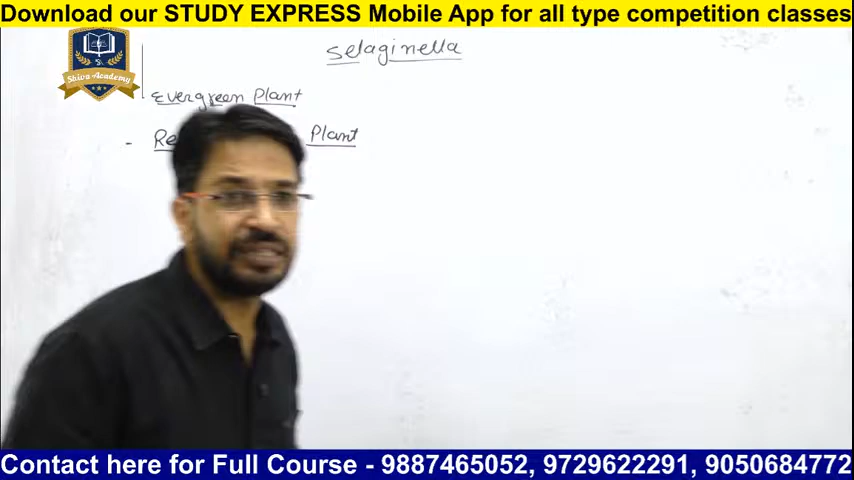 Download our STUDY EXPRESS Mobile App for all type competition classes
Selaginella
Shiva Academy
Evergreen Plant
- Re Plant
Contact here for Full Course - 9887465052, 9729622291, 9050684772